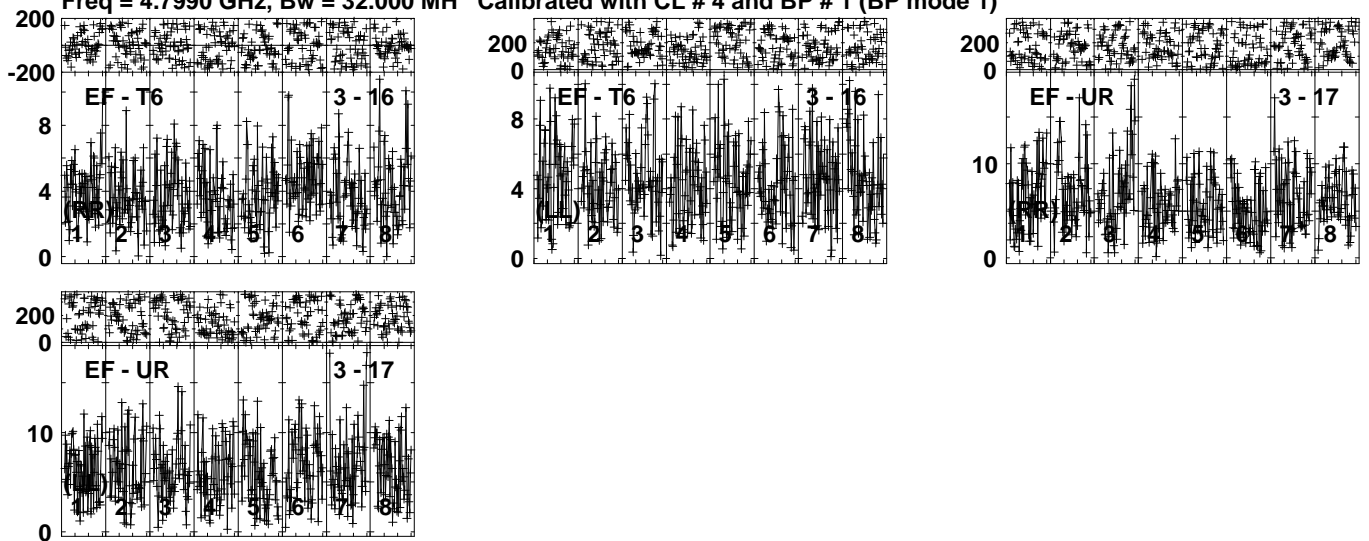 Freq = 4.7990 GHz, Bw = 32.000 MH Calibrated with CL # 4 and BP # 1 (BP mode 1)
200
-200
EF - T6 3 - 16
8
4
0
(RR)
1 2 3 4 5 6 7 8
200
0
EF - T6 3 - 16
8
4
0
(LL)
1 2 3 4 5 6 7 8
200
0
EF - UR 3 - 17
10
0
(RR)
1 2 3 4 5 6 7 8
200
0
EF - UR 3 - 17
10
0
(LL)
1 2 3 4 5 6 7 8